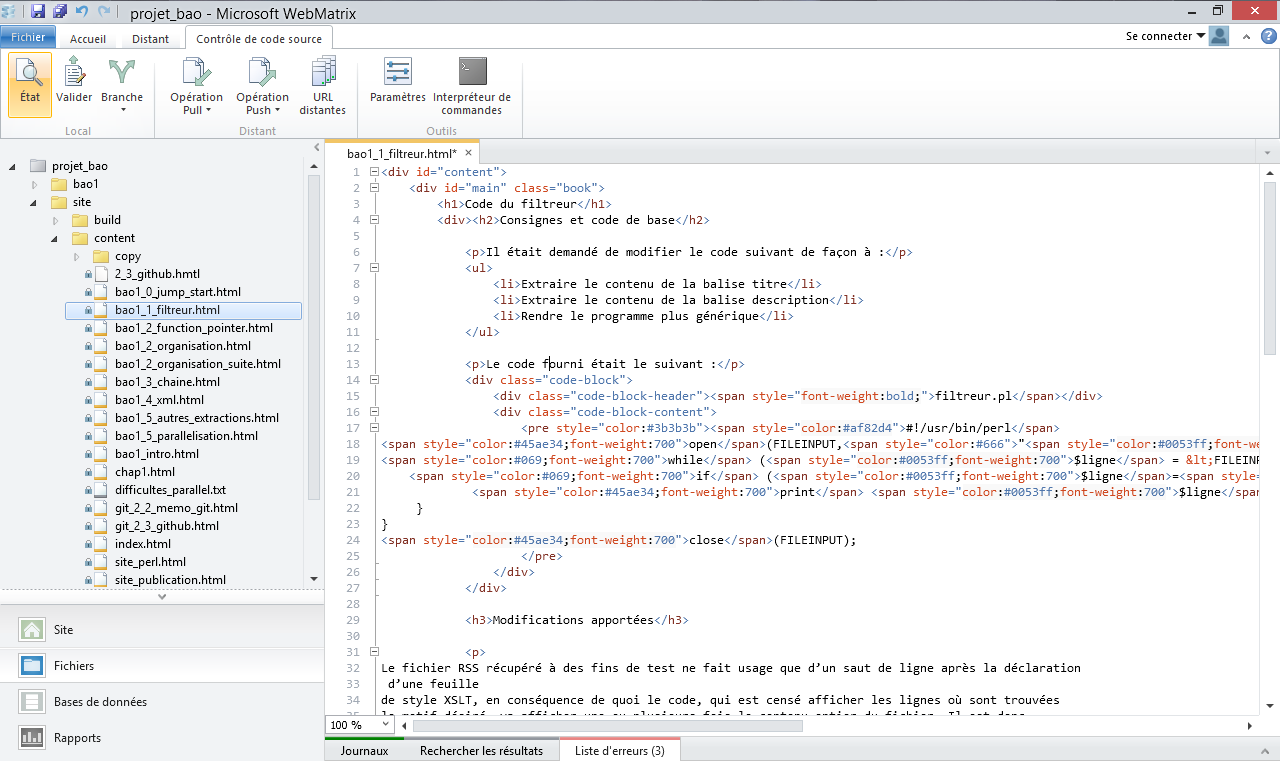 projet_bao - Microsoft WebMatrix
Fichier Accueil Distant Contrôle de code source Se connecter
État Valider Branche Opération Pull Opération Push URL distantes Paramètres Interpréteur de commandes
Local Distant Outils
projet_bao
bao1
site
build
content
copy
2_3_github.hmtl
bao1_0_jump_start.html
bao1_1_filtreur.html
bao1_2_function_pointer.html
bao1_2_organisation.html
bao1_2_organisation_suite.html
bao1_3_chaine.html
bao1_4_xml.html
bao1_5_autres_extractions.html
bao1_5_parallelisation.html
bao1_intro.html
chap1.html
difficultes_parallel.txt
git_2_2_memo_git.html
git_2_3_github.html
index.html
site_perl.html
site_publication.html
Site
Fichiers
Bases de données
Rapports
bao1_1_filtreur.html* ×
1 <div id="content">
2 <div id="main" class="book">
3 <h1>Code du filtreur</h1>
4 <div><h2>Consignes et code de base</h2>
5
6 <p>Il était demandé de modifier le code suivant de façon à :</p>
7 <ul>
8 <li>Extraire le contenu de la balise titre</li>
9 <li>Extraire le contenu de la balise description</li>
10 <li>Rendre le programme plus générique</li>
11 </ul>
12
13 <p>Le code fourni était le suivant :</p>
14 <div class="code-block">
15 <div class="code-block-header"><span style="font-weight:bold;">filtreur.pl</span></div>
16 <div class="code-block-content">
17 <pre style="color:#3b3b3b"><span style="color:#af82d4">#!/usr/bin/perl</span>
18 <span style="color:#45ae34;font-weight:700">open</span>(FILEINPUT,<span style="color:#666">"<span style="color:#0053ff;font-we
19 <span style="color:#069;font-weight:700">while</span> (<span style="color:#0053ff;font-weight:700">$ligne</span> = &lt;FILEINP
20 <span style="color:#069;font-weight:700">if</span> (<span style="color:#0053ff;font-weight:700">$ligne</span>=<span style="
21 <span style="color:#45ae34;font-weight:700">print</span> <span style="color:#0053ff;font-weight:700">$ligne</span
22 }
23 }
24 <span style="color:#45ae34;font-weight:700">close</span>(FILEINPUT);
25 </pre>
26 </div>
27 </div>
28
29 <h3>Modifications apportées</h3>
30
31 <p>
32 Le fichier RSS récupéré à des fins de test ne fait usage que d’un saut de ligne après la déclaration
33 d’une feuille
34 de style XSLT, en conséquence de quoi le code, qui est censé afficher les lignes où sont trouvées
100 %
Journaux Rechercher les résultats Liste d'erreurs (3)